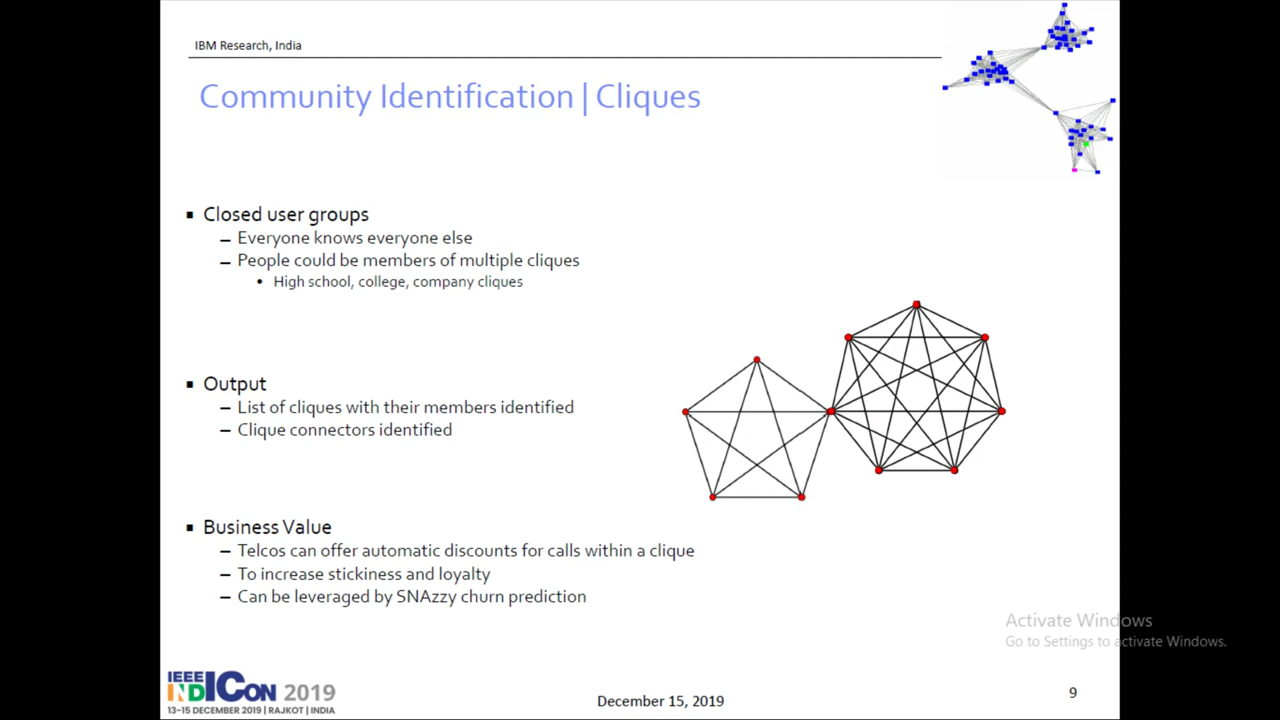 IBM Research, India
Community Identification | Cliques
▪ Closed user groups
– Everyone knows everyone else
– People could be members of multiple cliques
• High school, college, company cliques
▪ Output
– List of cliques with their members identified
– Clique connectors identified
▪ Business Value
– Telcos can offer automatic discounts for calls within a clique
– To increase stickiness and loyalty
– Can be leveraged by SNAzzy churn prediction
Activate Windows
Go to Settings to activate Windows.
IEEE
INDICON 2019
13-15 DECEMBER 2019 | RAJKOT | INDIA
December 15, 2019
9